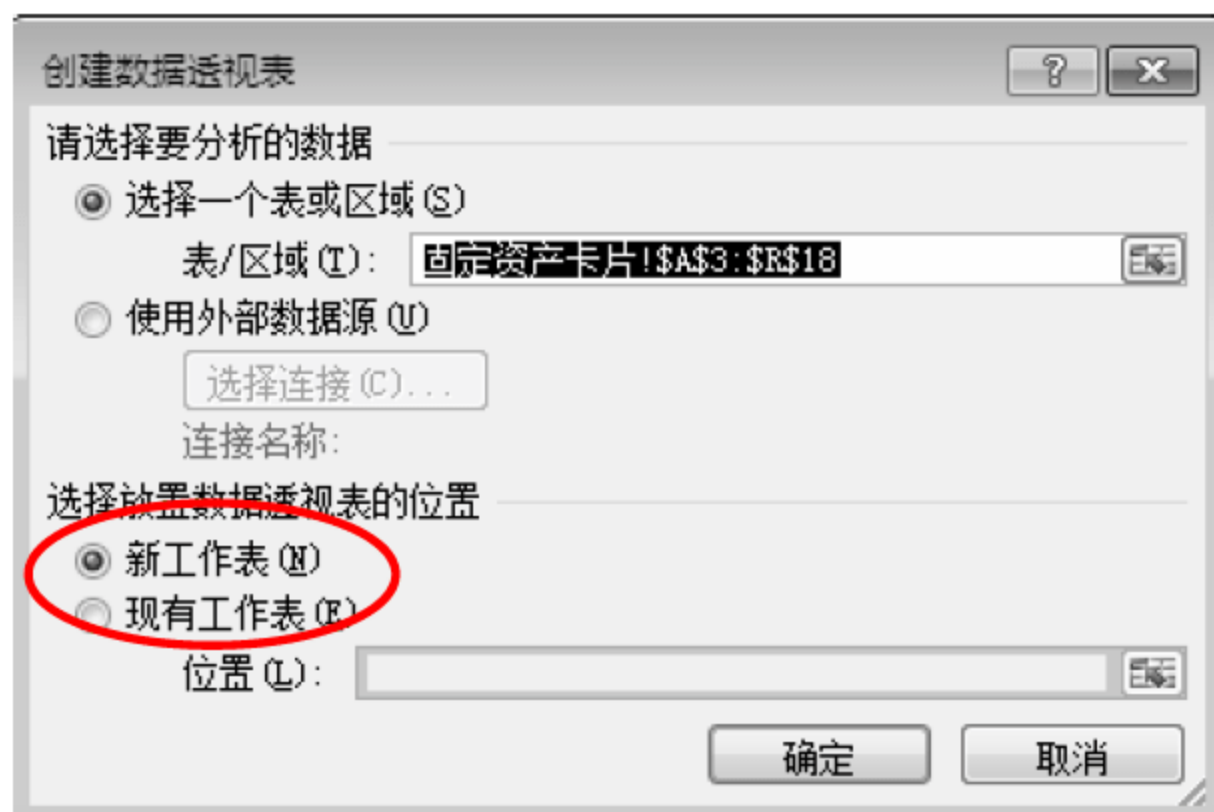 创建数据透视表
请选择要分析的数据
选择一个表或区域(S)
表/区域(T): 固定资产卡片!$A$3:$R$18
使用外部数据源(U)
选择连接(C)...
连接名称:
选择放置数据透视表的位置
新工作表(N)
现有工作表(E)
位置(L):
确定 取消